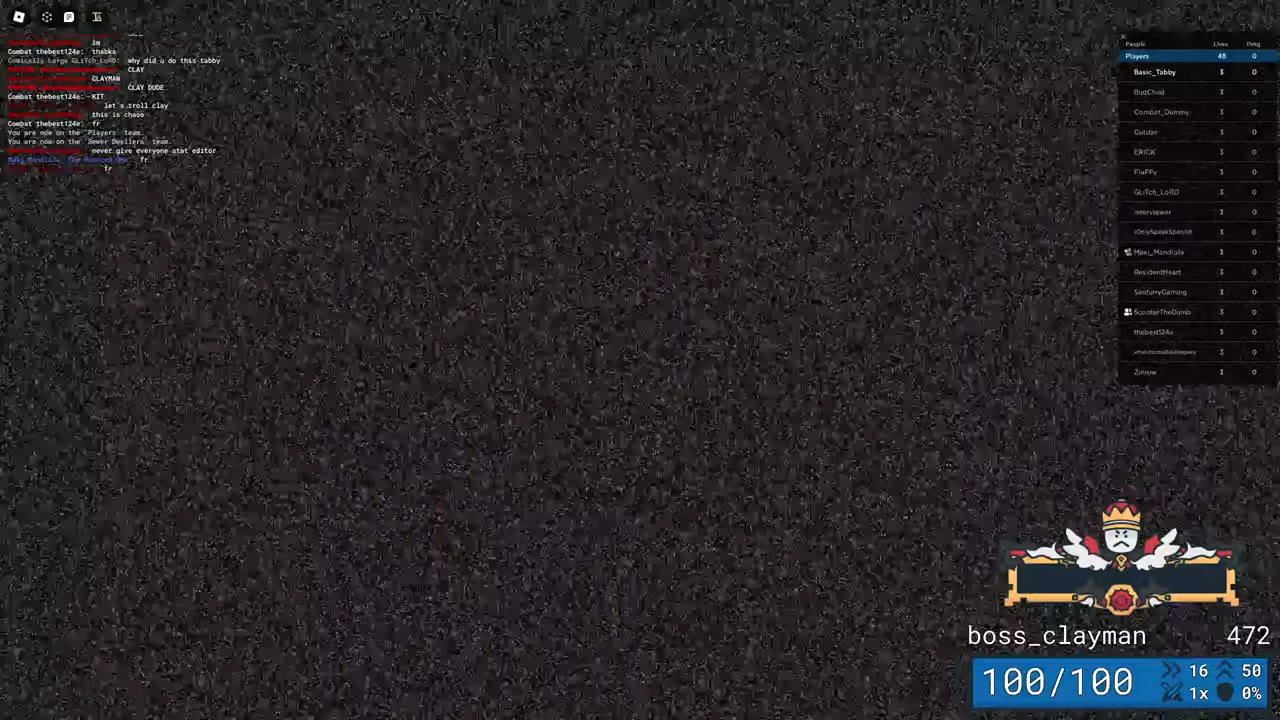 im
Combat thebest124e: thabks
Comically Large GLiTch_LoRD: why did u do this tabby
CLAY
CLAYMAN
CLAY DUDE
Combat thebest124e: KIT
let's troll clay
this is chaos
Combat thebest124e: fr
You are now on the 'Players' team.
You are now on the 'Sewer Dwellers' team.
never give everyone stat editor
fr
fr
People Lives Dmg
Players 48 0
Basic_Tabby 3 0
BudChud 3 0
Combat_Dummy 3 0
Cutster 3 0
ERICK 3 0
FluFFy 3 0
GLiTch_LoRD 3 0
Interviewer 3 0
iOnlySpeakSpanish 3 0
Maxi_Mandiola 3 0
ResidentHeart 3 0
SanfurryGaming 3 0
ScooterTheDumb 3 0
thebest124e 3 0
3 0
Zinrow 3 0
boss_clayman 472
100/100 16 50
1x 0%